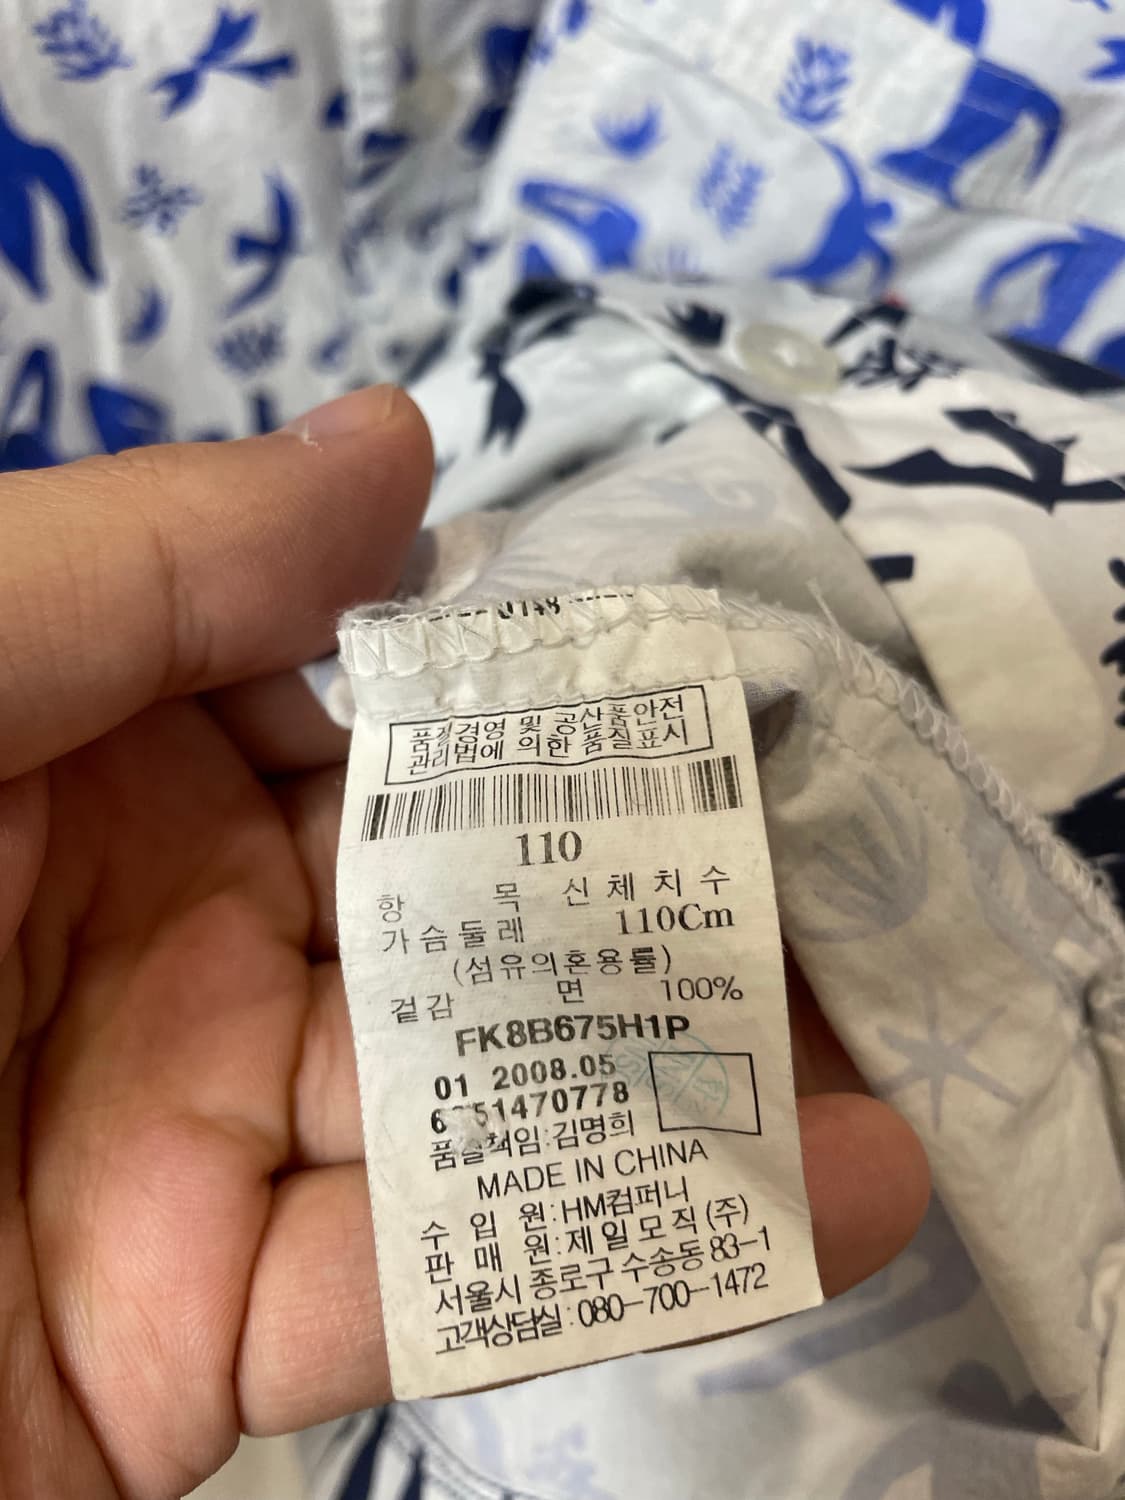 품질경영 및 공산품안전
관리법에 의한 품질표시
110
항 목 신체치수
가슴둘레 110Cm
(섬유의혼용률)
겉감 면 100%
FK8B675H1P
01 2008.05
품질책임:김명희
MADE IN CHINA
수 입 원:HM컴퍼니
판 매 원:제일모직(주)
서울시 종로구 수송동 83-1
고객상담실:080-700-1472